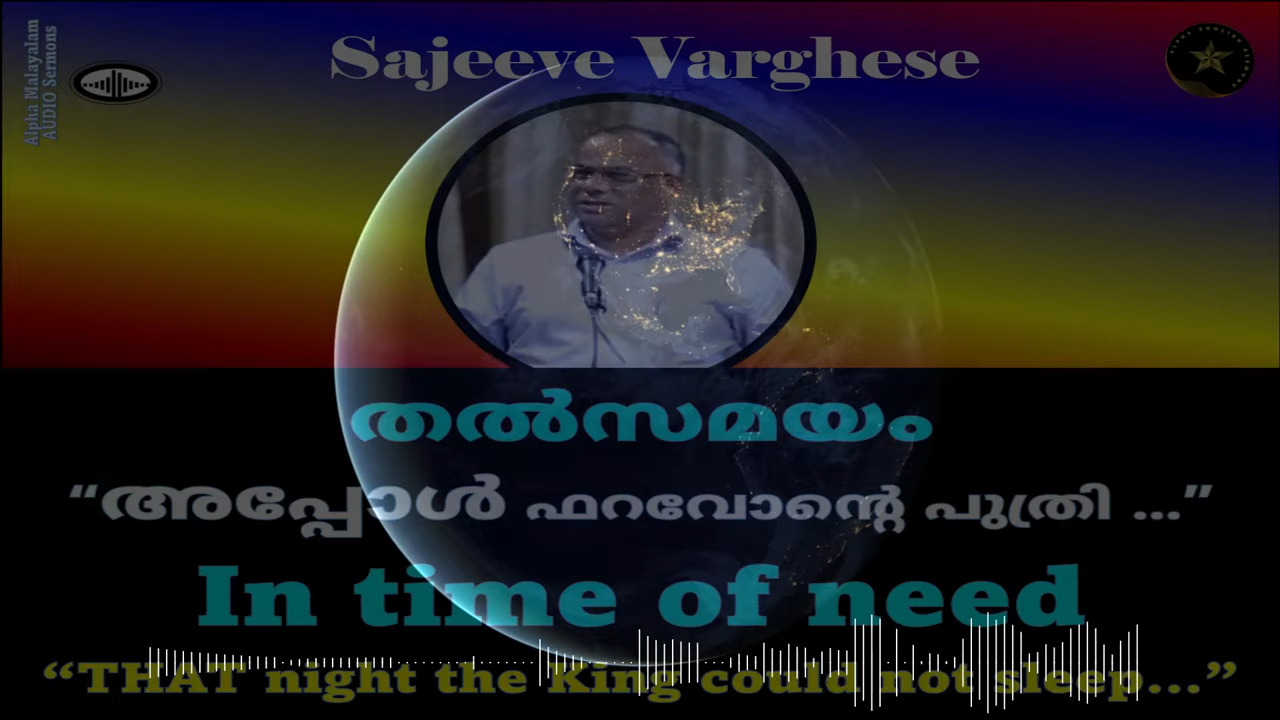 Alpha Malayalam
AUDIO Sermons
Sajeeve Varghese
തൽസമയം
“അപ്പോൾ ഫറവോന്റെ പുത്രി ...”
In time of need
“THAT night the King could not sleep...”